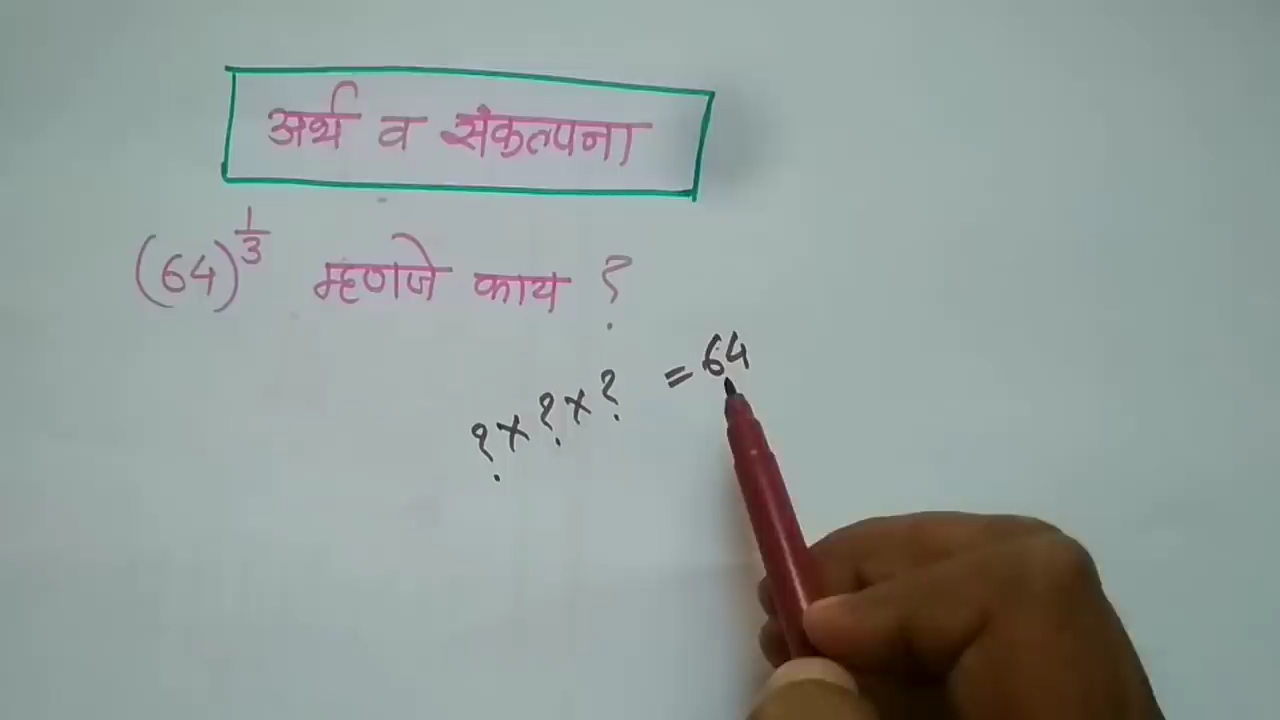 अर्थ व संकल्पना
(64)^(1/3) म्हणजे काय ?
? × ? × ? = 64